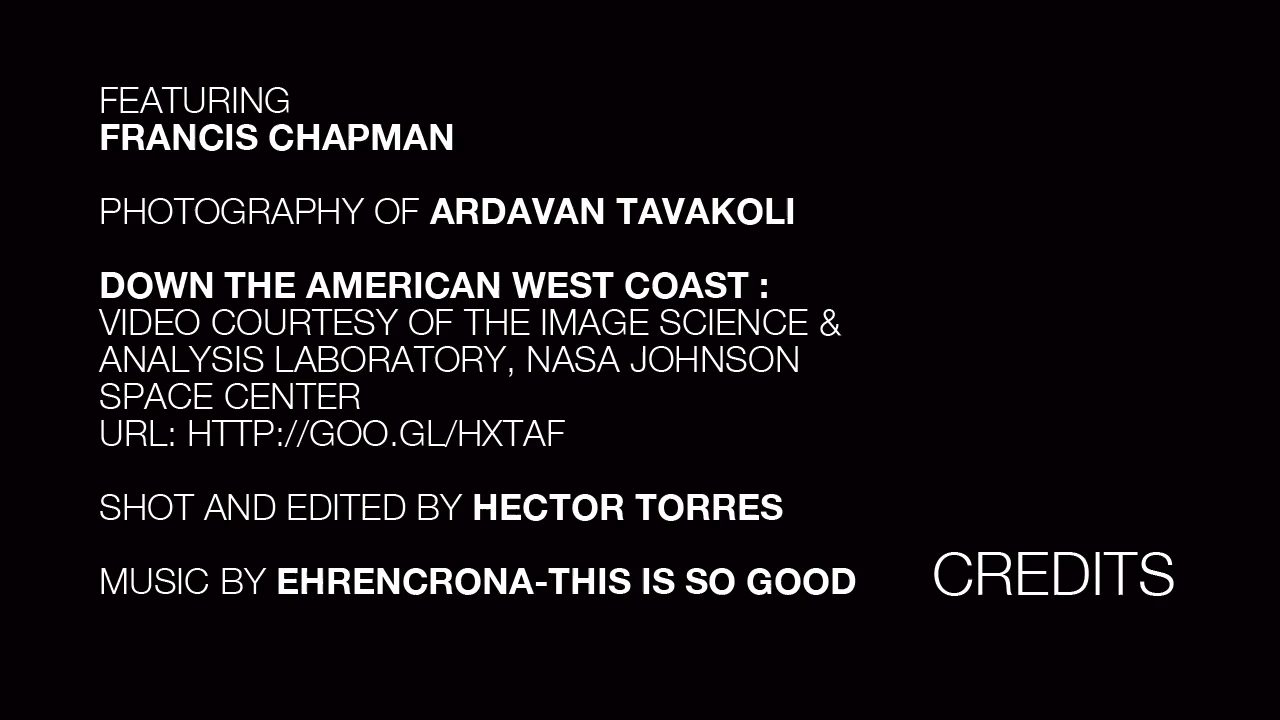 FEATURING
FRANCIS CHAPMAN
PHOTOGRAPHY OF ARDAVAN TAVAKOLI
DOWN THE AMERICAN WEST COAST :
VIDEO COURTESY OF THE IMAGE SCIENCE &
ANALYSIS LABORATORY, NASA JOHNSON
SPACE CENTER
URL: HTTP://GOO.GL/HXTAF
SHOT AND EDITED BY HECTOR TORRES
MUSIC BY EHRENCRONA-THIS IS SO GOOD
CREDITS